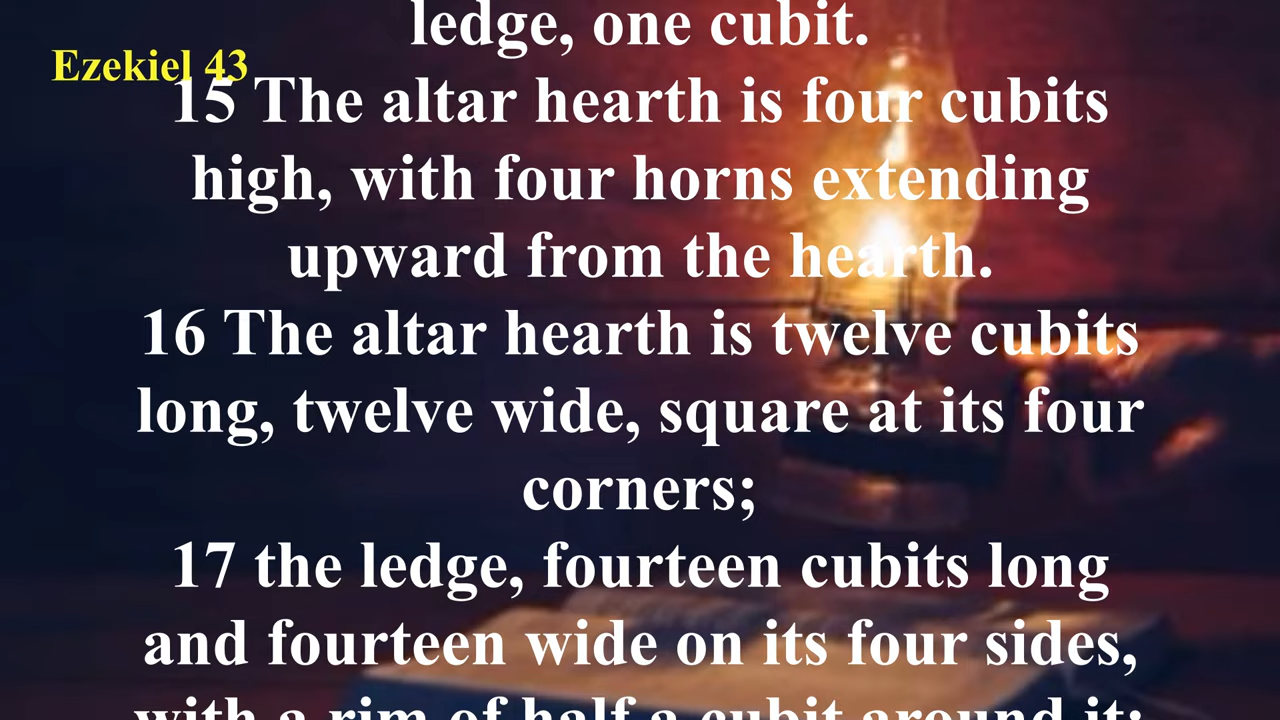 ledge, one cubit.
Ezekiel 43
15 The altar hearth is four cubits
high, with four horns extending
upward from the hearth.
16 The altar hearth is twelve cubits
long, twelve wide, square at its four
corners;
17 the ledge, fourteen cubits long
and fourteen wide on its four sides,
with a rim of half a cubit around it;